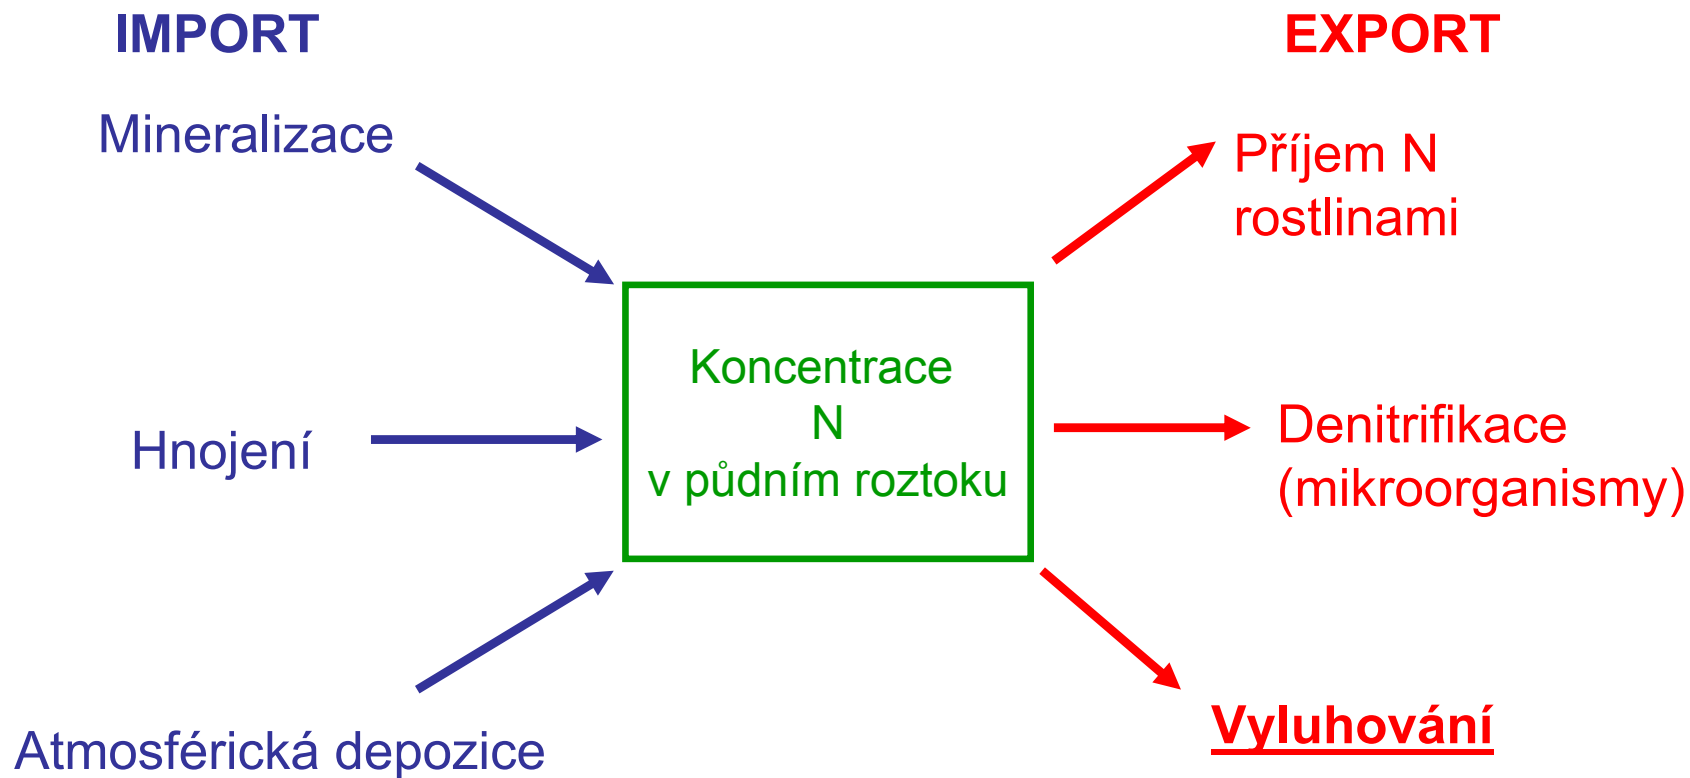 IMPORT
EXPORT
Mineralizace
Příjem N
rostlinami
Koncentrace
N
v půdním roztoku
Hnojení
Denitrifikace
(mikroorganismy)
Vyluhování
Atmosférická depozice